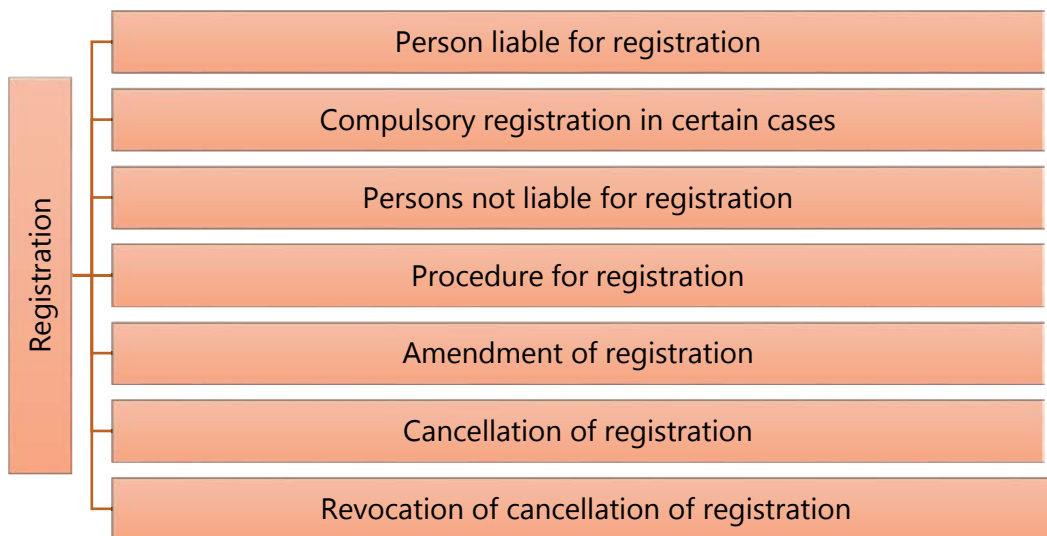 Registration
Person liable for registration
Compulsory registration in certain cases
Persons not liable for registration
Procedure for registration
Amendment of registration
Cancellation of registration
Revocation of cancellation of registration